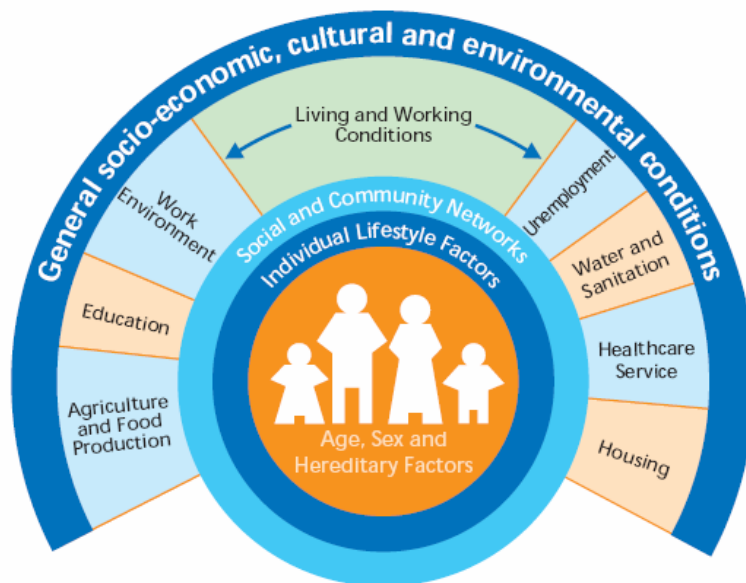 General socio-economic, cultural and environmental conditions
Living and Working
Conditions
Work
Environment
Education
Agriculture
and Food
Production
Unemployment
Water and
Sanitation
Healthcare
Service
Housing
Social and Community Networks
Individual Lifestyle Factors
Age, Sex and
Hereditary Factors